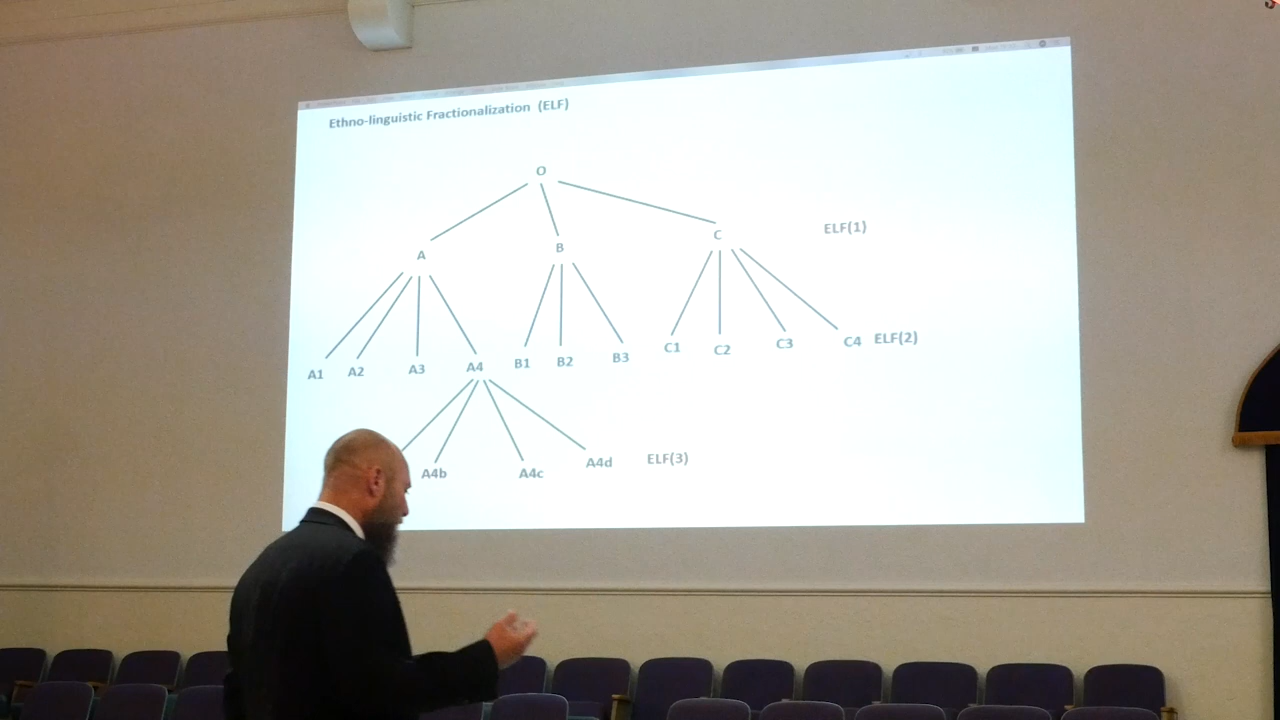 Ethno-linguistic Fractionalization (ELF)
O
A B C ELF(1)
A1 A2 A3 A4 B1 B2 B3 C1 C2 C3 C4 ELF(2)
A4b A4c A4d ELF(3)